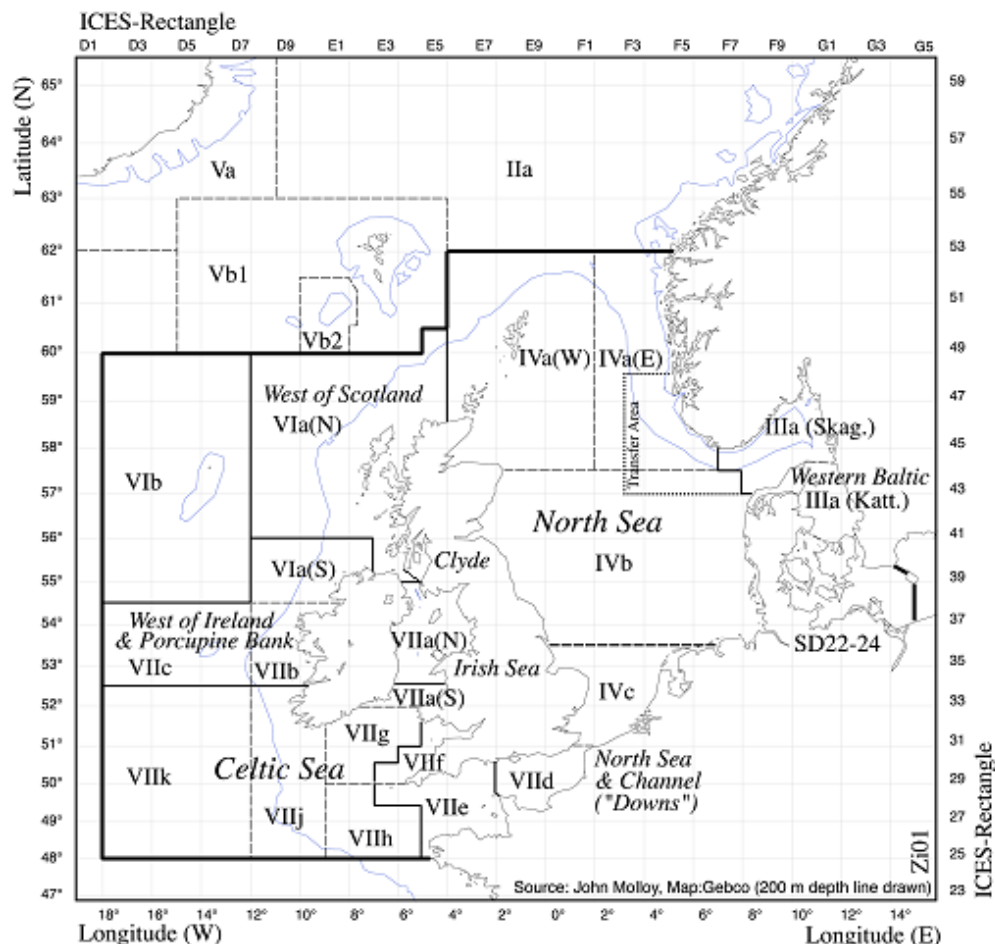 ICES-Rectangle
D1 D3 D5 D7 D9 E1 E3 E5 E7 E9 F1 F3 F5 F7 F9 G1 G3 G5
Latitude (N)
65° 59
64° 57
Va
IIa
63° 55
62° 53
Vb1
61° 51
Vb2
60° 49
IVa(W) IVa(E)
West of Scotland
59° 47
VIa(N)
IIIa (Skag.)
58° 45
Transfer Area
VIb
Western Baltic
57° 43
IIIa (Katt.)
North Sea
56° 41
Clyde
IVb
VIa(S)
55° 39
54° 37
West of Ireland
& Porcupine Bank
VIIa(N)
SD22-24
VIIc VIIb
Irish Sea
53° 35
IVc
VIIa(S)
52° 33
VIIg
51° 31
VIIf
North Sea
& Channel
("Downs")
Celtic Sea
VIIk
VIId
50° 29
VIIe
VIIj
49° 27
VIIh
48° 25
Zi01
ICES-Rectangle
Source: John Molloy, Map:Gebco (200 m depth line drawn)
47° 23
18° 16° 14° 12° 10° 8° 6° 4° 2° 0° 2° 4° 6° 8° 10° 12° 14°
Longitude (W) Longitude (E)